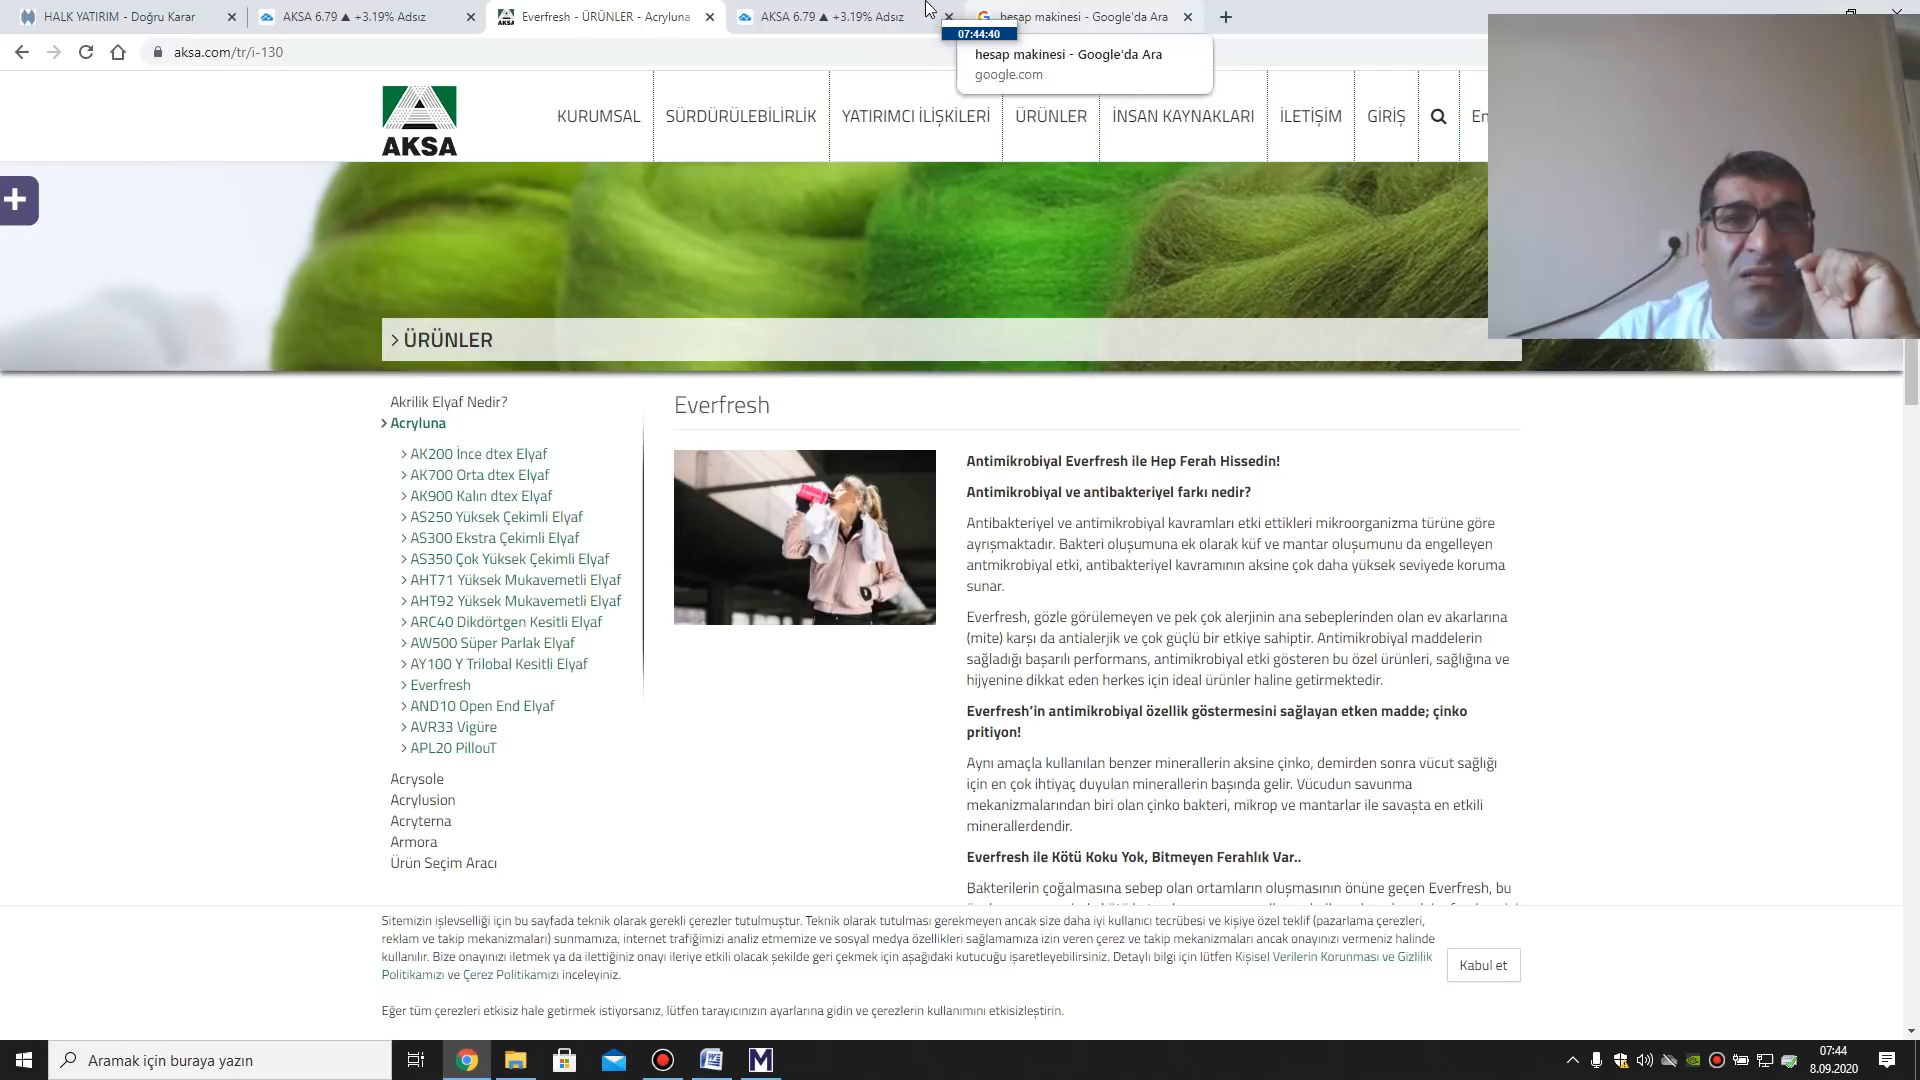 HALK YATIRIM - Doğru Karar
AKSA 6.79 ▲ +3.19% Adsız
Everfresh - ÜRÜNLER - Acryluna
AKSA 6.79 ▲ +3.19% Adsız
hesap makinesi - Google'da Ara
07:44:40
aksa.com/tr/i-130
hesap makinesi - Google'da Ara
google.com
AKSA
KURUMSAL
SÜRDÜRÜLEBİLİRLİK
YATIRIMCI İLİŞKİLERİ
ÜRÜNLER
İNSAN KAYNAKLARI
İLETİŞİM
GİRİŞ
En
> ÜRÜNLER
Akrilik Elyaf Nedir?
> Acryluna
> AK200 İnce dtex Elyaf
> AK700 Orta dtex Elyaf
> AK900 Kalın dtex Elyaf
> AS250 Yüksek Çekimli Elyaf
> AS300 Ekstra Çekimli Elyaf
> AS350 Çok Yüksek Çekimli Elyaf
> AHT71 Yüksek Mukavemetli Elyaf
> AHT92 Yüksek Mukavemetli Elyaf
> ARC40 Dikdörtgen Kesitli Elyaf
> AW500 Süper Parlak Elyaf
> AY100 Y Trilobal Kesitli Elyaf
> Everfresh
> AND10 Open End Elyaf
> AVR33 Vigüre
> APL20 PillouT
Acrysole
Acrylusion
Acryterna
Armora
Ürün Seçim Aracı
Everfresh
Antimikrobiyal Everfresh ile Hep Ferah Hissedin!
Antimikrobiyal ve antibakteriyel farkı nedir?
Antibakteriyel ve antimikrobiyal kavramları etki ettikleri mikroorganizma türüne göre
ayrışmaktadır. Bakteri oluşumuna ek olarak küf ve mantar oluşumunu da engelleyen
antmikrobiyal etki, antibakteriyel kavramının aksine çok daha yüksek seviyede koruma
sunar.
Everfresh, gözle görülemeyen ve pek çok alerjinin ana sebeplerinden olan ev akarlarına
(mite) karşı da antialerjik ve çok güçlü bir etkiye sahiptir. Antimikrobiyal maddelerin
sağladığı başarılı performans, antimikrobiyal etki gösteren bu özel ürünleri, sağlığına ve
hijyenine dikkat eden herkes için ideal ürünler haline getirmektedir.
Everfresh’in antimikrobiyal özellik göstermesini sağlayan etken madde; çinko
pritiyon!
Aynı amaçla kullanılan benzer minerallerin aksine çinko, demirden sonra vücut sağlığı
için en çok ihtiyaç duyulan minerallerin başında gelir. Vücudun savunma
mekanizmalarından biri olan çinko bakteri, mikrop ve mantarlar ile savaşta en etkili
minerallerdendir.
Everfresh ile Kötü Koku Yok, Bitmeyen Ferahlık Var..
Bakterilerin çoğalmasına sebep olan ortamların oluşmasının önüne geçen Everfresh, bu
Sitemizin işlevselliği için bu sayfada teknik olarak gerekli çerezler tutulmuştur. Teknik olarak tutulması gerekmeyen ancak size daha iyi kullanıcı tecrübesi ve kişiye özel teklif (pazarlama çerezleri,
reklam ve takip mekanizmaları) sunmamıza, internet trafiğimizi analiz etmemize ve sosyal medya özellikleri sağlamamıza izin veren çerez ve takip mekanizmaları ancak onayınızı vermeniz halinde
kullanılır. Bize onayınızı iletmek ya da ilettiğiniz onayı ileriye etkili olacak şekilde geri çekmek için aşağıdaki kutucuğu işaretleyebilirsiniz. Detaylı bilgi için lütfen Kişisel Verilerin Korunması ve Gizlilik
Politikamızı ve Çerez Politikamızı inceleyiniz.
Kabul et
Eğer tüm çerezleri etkisiz hale getirmek istiyorsanız, lütfen tarayıcınızın ayarlarına gidin ve çerezlerin kullanımını etkisizleştirin.
Aramak için buraya yazın
07:44
8.09.2020